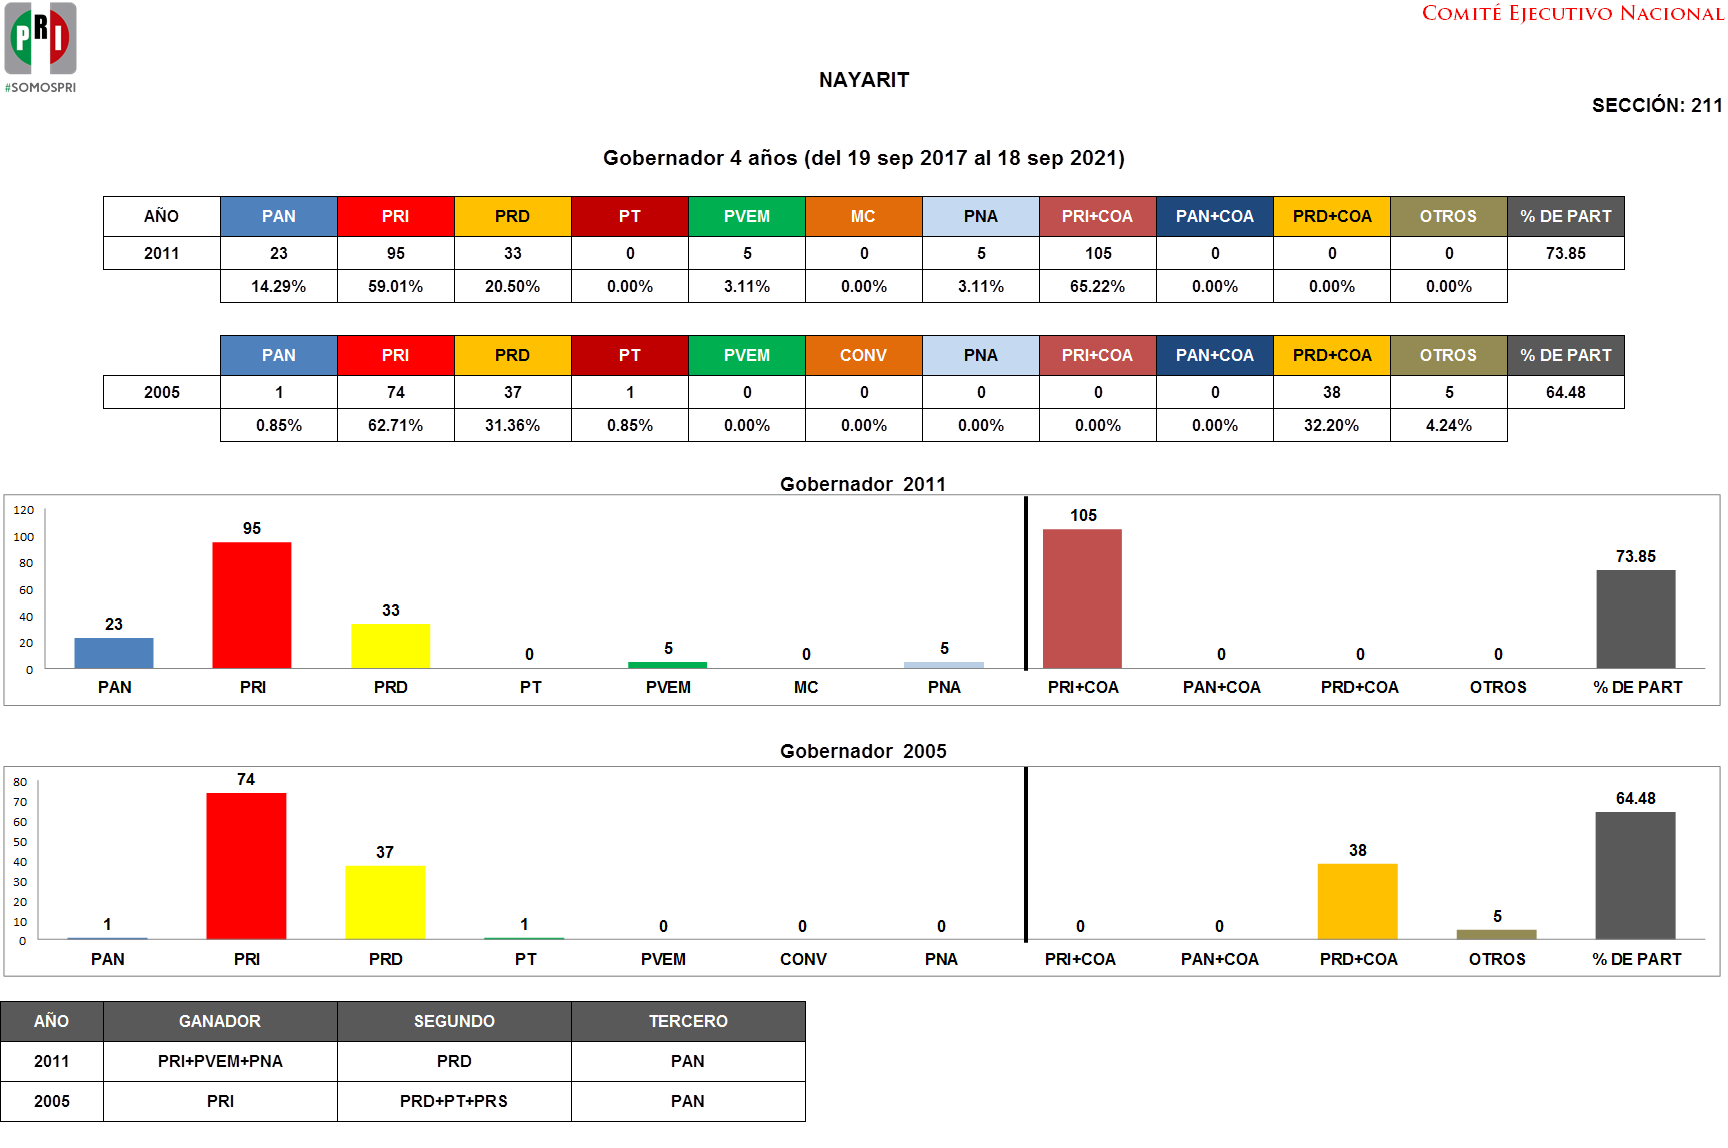 COMITÉ EJECUTIVO NACIONAL
PRI
#SOMOSPRI
NAYARIT
SECCIÓN: 211
Gobernador 4 años (del 19 sep 2017 al 18 sep 2021)
AÑO PAN PRI PRD PT PVEM MC PNA PRI+COA PAN+COA PRD+COA OTROS % DE PART
2011 23 95 33 0 5 0 5 105 0 0 0 73.85
14.29% 59.01% 20.50% 0.00% 3.11% 0.00% 3.11% 65.22% 0.00% 0.00% 0.00%
PAN PRI PRD PT PVEM CONV PNA PRI+COA PAN+COA PRD+COA OTROS % DE PART
2005 1 74 37 1 0 0 0 0 0 38 5 64.48
0.85% 62.71% 31.36% 0.85% 0.00% 0.00% 0.00% 0.00% 0.00% 32.20% 4.24%
Gobernador 2011
120
100
80
60
40
20
0
23 95 33 0 5 0 5 105 0 0 0 73.85
PAN PRI PRD PT PVEM MC PNA PRI+COA PAN+COA PRD+COA OTROS % DE PART
Gobernador 2005
80
70
60
50
40
30
20
10
0
1 74 37 1 0 0 0 0 0 38 5 64.48
PAN PRI PRD PT PVEM CONV PNA PRI+COA PAN+COA PRD+COA OTROS % DE PART
AÑO GANADOR SEGUNDO TERCERO
2011 PRI+PVEM+PNA PRD PAN
2005 PRI PRD+PT+PRS PAN